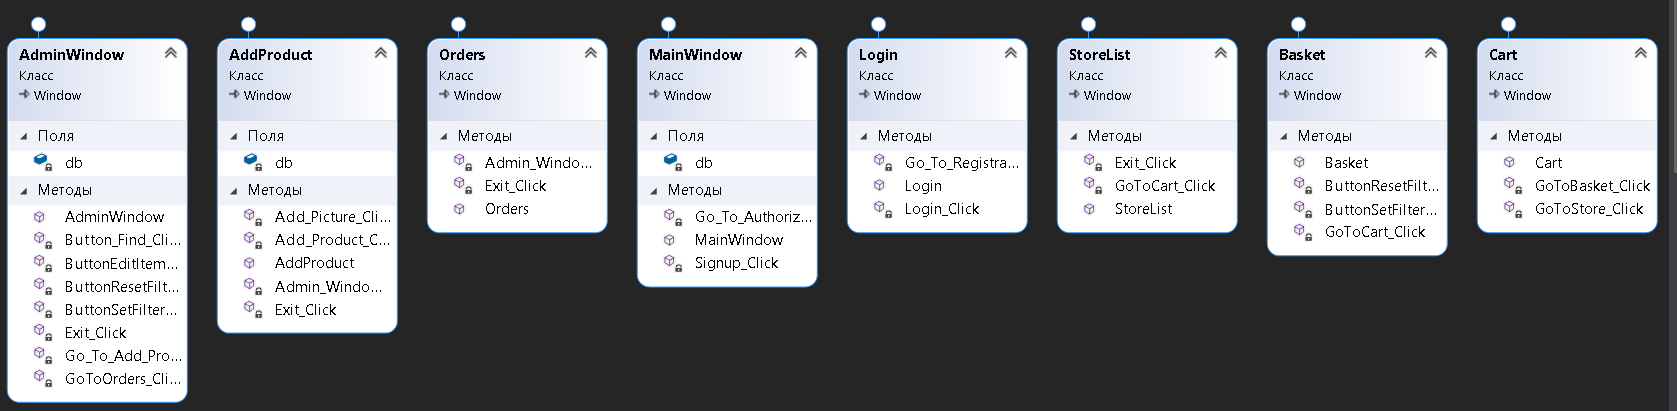 AdminWindow
Класс
Window
Поля
db
Методы
AdminWindow
Button_Find_Cli...
ButtonEditItem...
ButtonResetFilt...
ButtonSetFilter...
Exit_Click
Go_To_Add_Pro...
GoToOrders_Cli...
AddProduct
Класс
Window
Поля
db
Методы
Add_Picture_Cli...
Add_Product_C...
AddProduct
Admin_Windo...
Exit_Click
Orders
Класс
Window
Методы
Admin_Windo...
Exit_Click
Orders
MainWindow
Класс
Window
Поля
db
Методы
Go_To_Authoriz...
MainWindow
Signup_Click
Login
Класс
Window
Методы
Go_To_Registra...
Login
Login_Click
StoreList
Класс
Window
Методы
Exit_Click
GoToCart_Click
StoreList
Basket
Класс
Window
Методы
Basket
ButtonResetFilt...
ButtonSetFilter...
GoToCart_Click
Cart
Класс
Window
Методы
Cart
GoToBasket_Click
GoToStore_Click